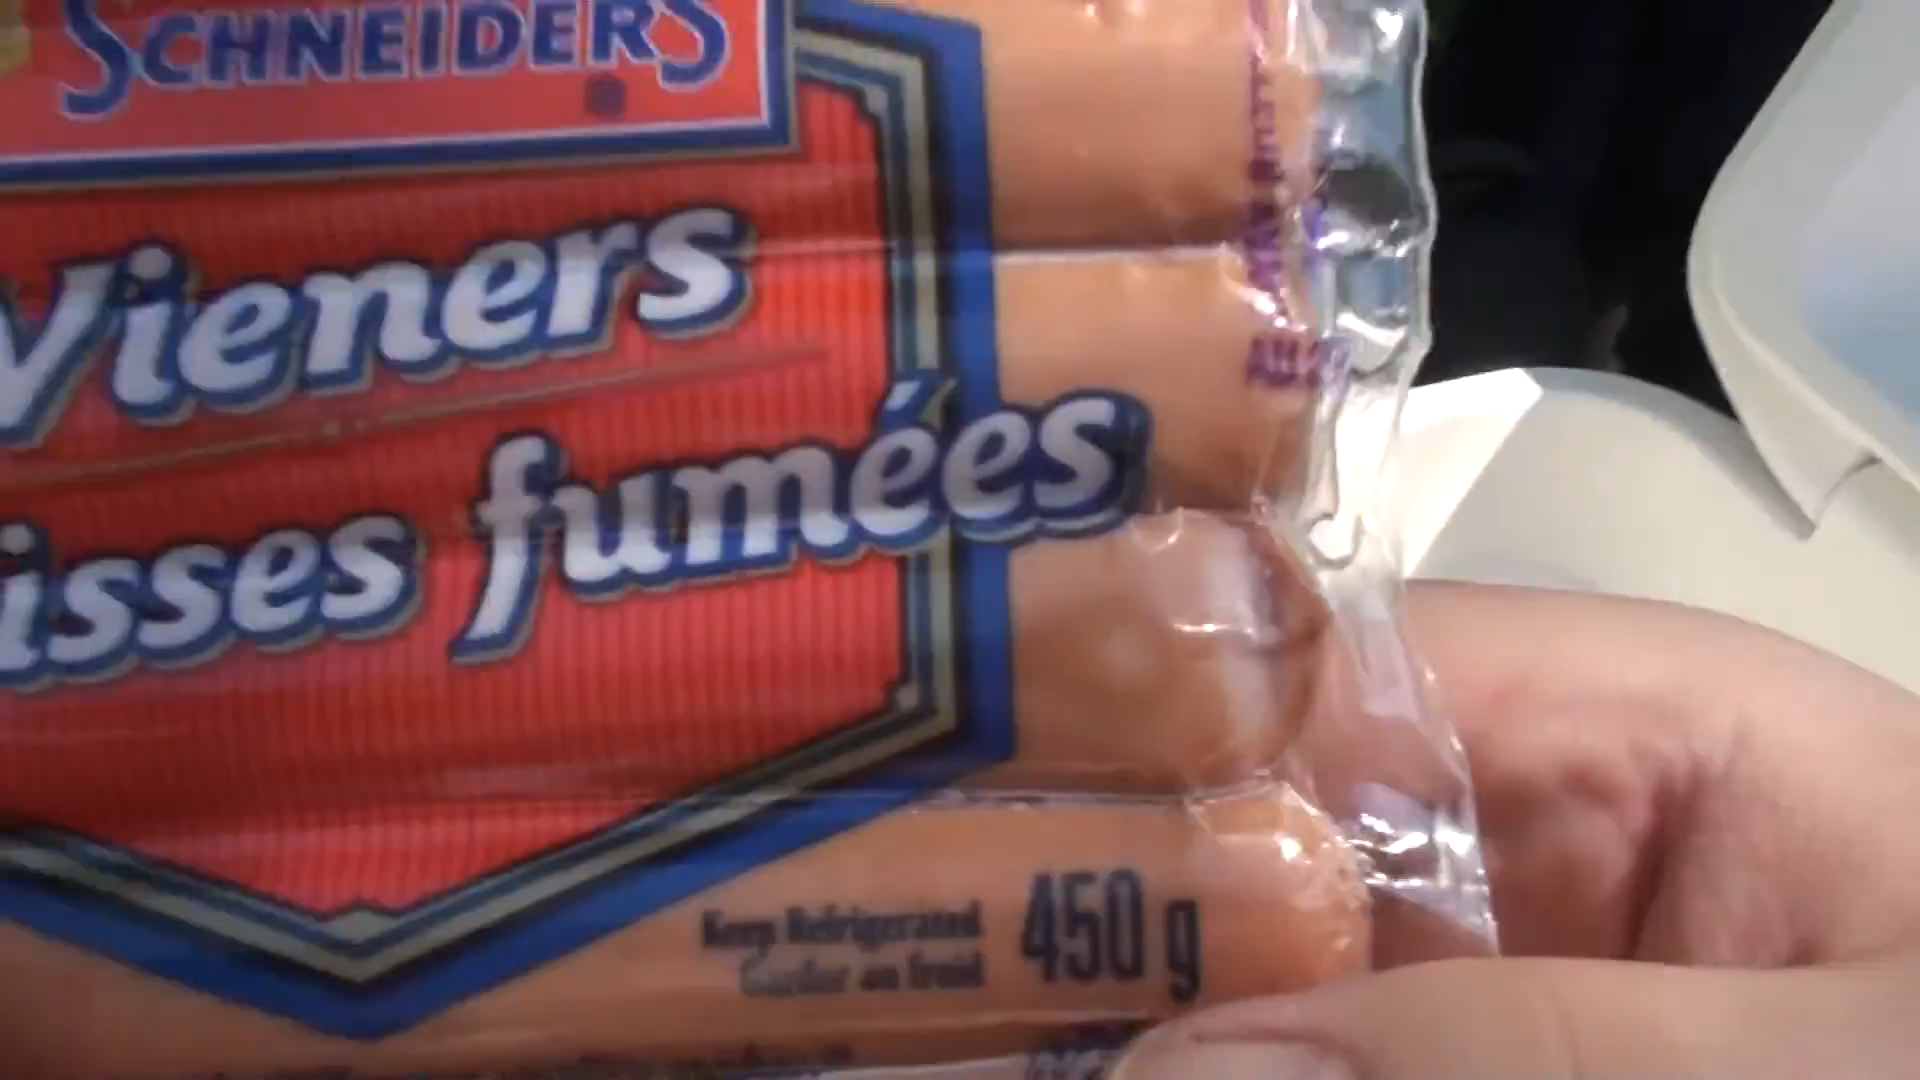 SCHNEIDERS
Wieners
isses fumées
Keep Refrigerated
Garder au froid
450 g